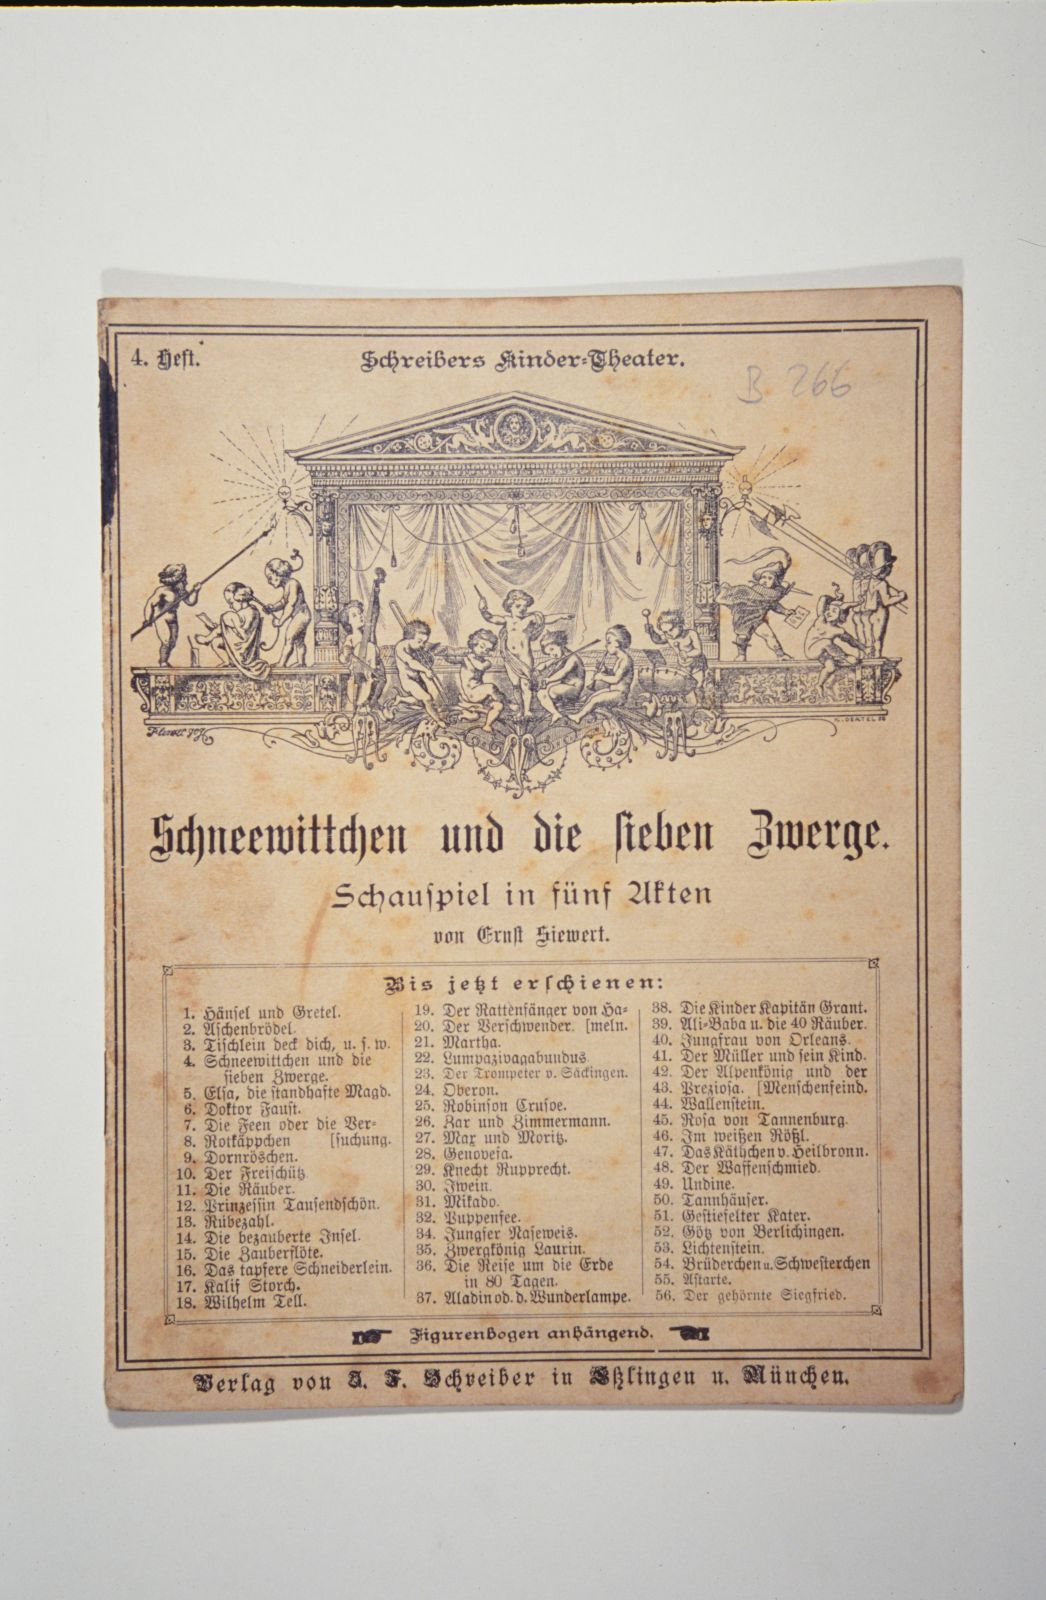 4. Heft.
Schreibers Kinder-Theater.
B 266
Schneewittchen und die sieben Zwerge.
Schauspiel in fünf Akten
von Ernst Siewert.
Bis jetzt erschienen:
1. Hänsel und Gretel.
2. Aschenbrödel.
3. Tischlein deck dich, u. s. w.
4. Schneewittchen und die
sieben Zwerge.
5. Elsa, die standhafte Magd.
6. Doktor Faust.
7. Die Feen oder die Ver-
8. Rotkäppchen [suchung.
9. Dornröschen.
10. Der Freischütz
11. Die Räuber.
12. Prinzessin Tausendschön.
13. Rübezahl.
14. Die bezauberte Insel.
15. Die Zauberflöte.
16. Das tapfere Schneiderlein.
17. Kalif Storch.
18. Wilhelm Tell.
19. Der Rattenfänger von Ha-
20. Der Verschwender. [meln.
21. Martha.
22. Lumpazivagabundus
23. Der Trompeter v. Säckingen.
24. Oberon.
25. Robinson Crusoe.
26. Zar und Zimmermann.
27. Max und Moritz.
28. Genovefa.
29. Knecht Rupprecht.
30. Iwein.
31. Mikado.
32. Puppenfee.
34. Jungfer Naseweis.
35. Zwergkönig Laurin.
36. Die Reise um die Erde
in 80 Tagen.
37. Aladin od. d. Wunderlampe.
38. Die Kinder Kapitän Grant.
39. Ali-Baba u. die 40 Räuber.
40. Jungfrau von Orleans.
41. Der Müller und sein Kind.
42. Der Alpenkönig und der
43. Preziosa. [Menschenfeind.
44. Wallenstein.
45. Rosa von Tannenburg.
46. Im weißen Rößl.
47. Das Käthchen v. Heilbronn.
48. Der Waffenschmied.
49. Undine.
50. Tannhäuser.
51. Gestiefelter Kater.
52. Götz von Berlichingen.
53. Lichtenstein.
54. Brüderchen u. Schwesterchen
55. Astarte.
56. Der gehörnte Siegfried.
Figurenbogen anhängend.
Verlag von J. F. Schreiber in Eßlingen u. München.